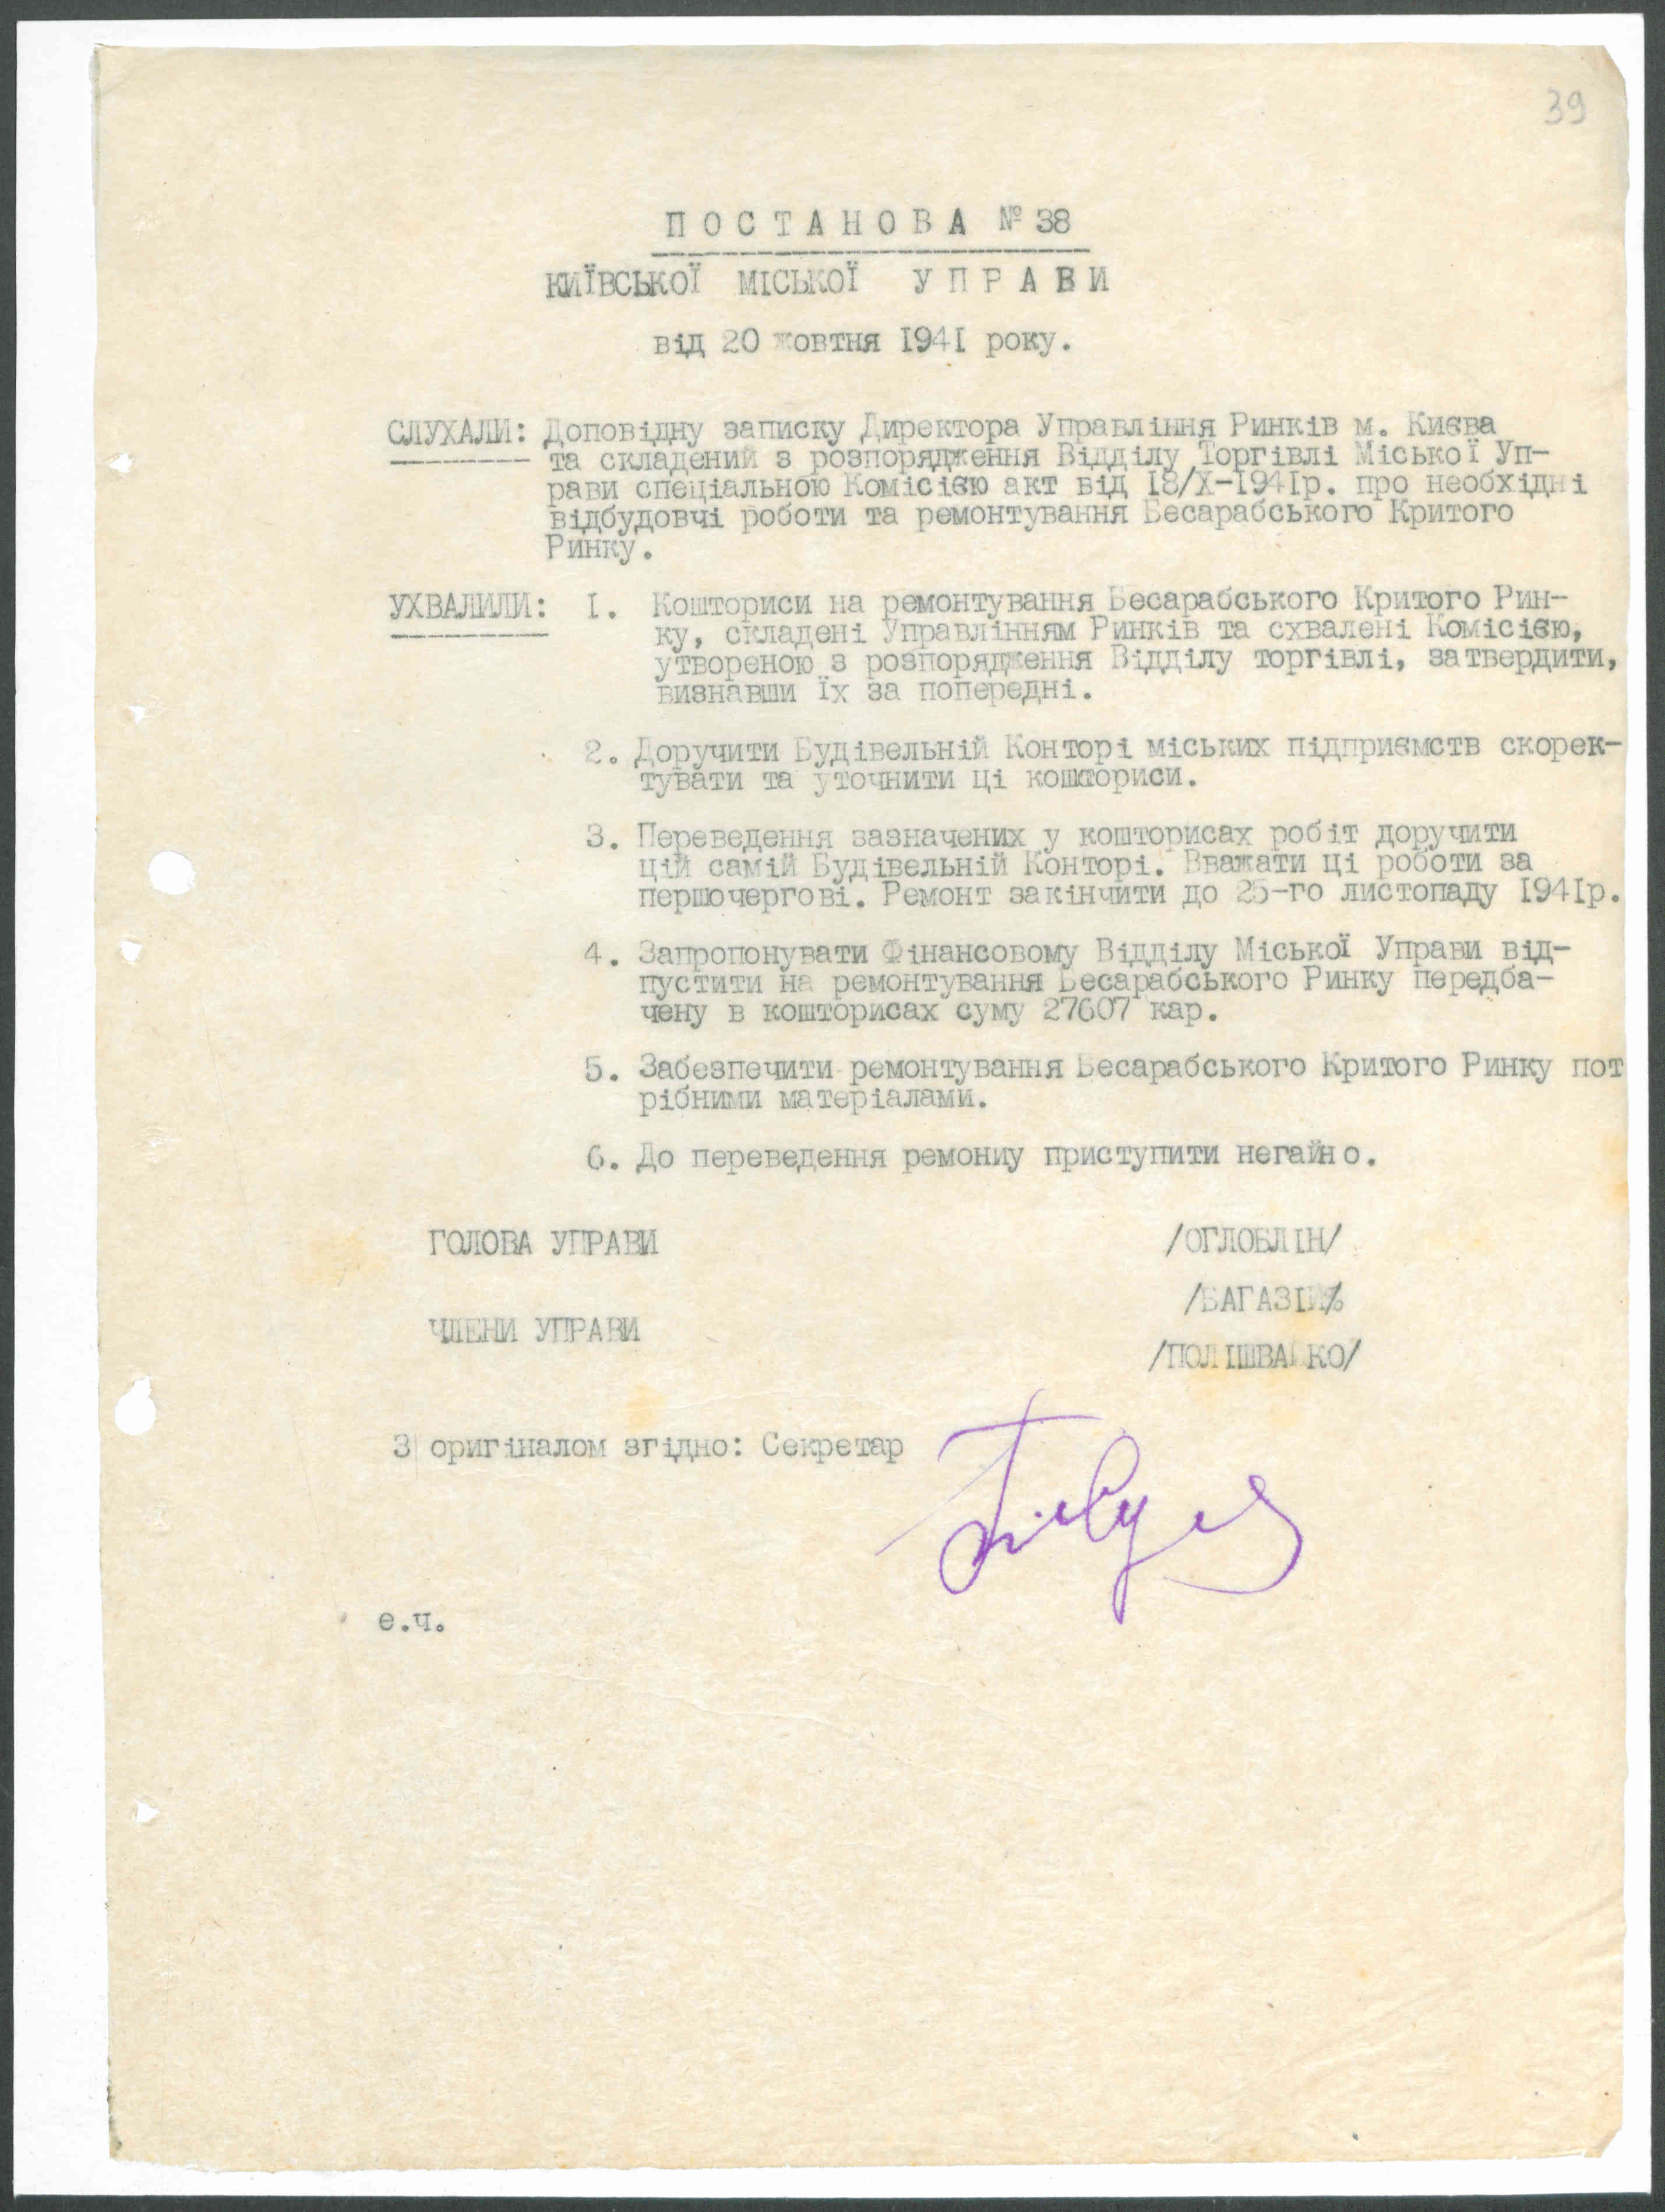 39
ПОСТАНОВА № 38
КИЇВСЬКОЇ МІСЬКОЇ УПРАВИ
від 20 жовтня I94I року.
СЛУХАЛИ: Доповідну записку Директора Управління Ринків м. Києва
та складений з розпорядження Відділу Торгівлі Міської Уп-
рави спеціальною Комісією акт від I8/X-I94Iр. про необхідні
відбудовчі роботи та ремонтування Бесарабського Критого
Ринку.
УХВАЛИЛИ: I. Кошториси на ремонтування Бесарабського Критого Рин-
ку, складені Управлінням Ринків та схвалені Комісією,
утвореною з розпорядження Відділу торгівлі, затвердити,
визнавши їх за попередні.
2. Доручити Будівельній Конторі міських підприємств скорек-
тувати та уточнити ці кошториси.
3. Переведення зазначених у кошторисах робіт доручити
цій самій Будівельній Конторі. Вважати ці роботи за
першочергові. Ремонт закінчити до 25-го листопаду I94Iр.
4. Запропонувати Фінансовому Відділу Міської Управи від-
пустити на ремонтування Бесарабського Ринку передба-
чену в кошторисах суму 27607 кар.
5. Забезпечити ремонтування Бесарабського Критого Ринку пот
рібними матеріалами.
6. До переведення ремонту приступити негайно.
ГОЛОВА УПРАВИ /ОГЛОБЛІН/
/БАГАЗІЙ%
ЧЛЕНИ УПРАВИ
/ПОЛІШВАЙКО/
З оригіналом згідно: Секретар
е.ч.